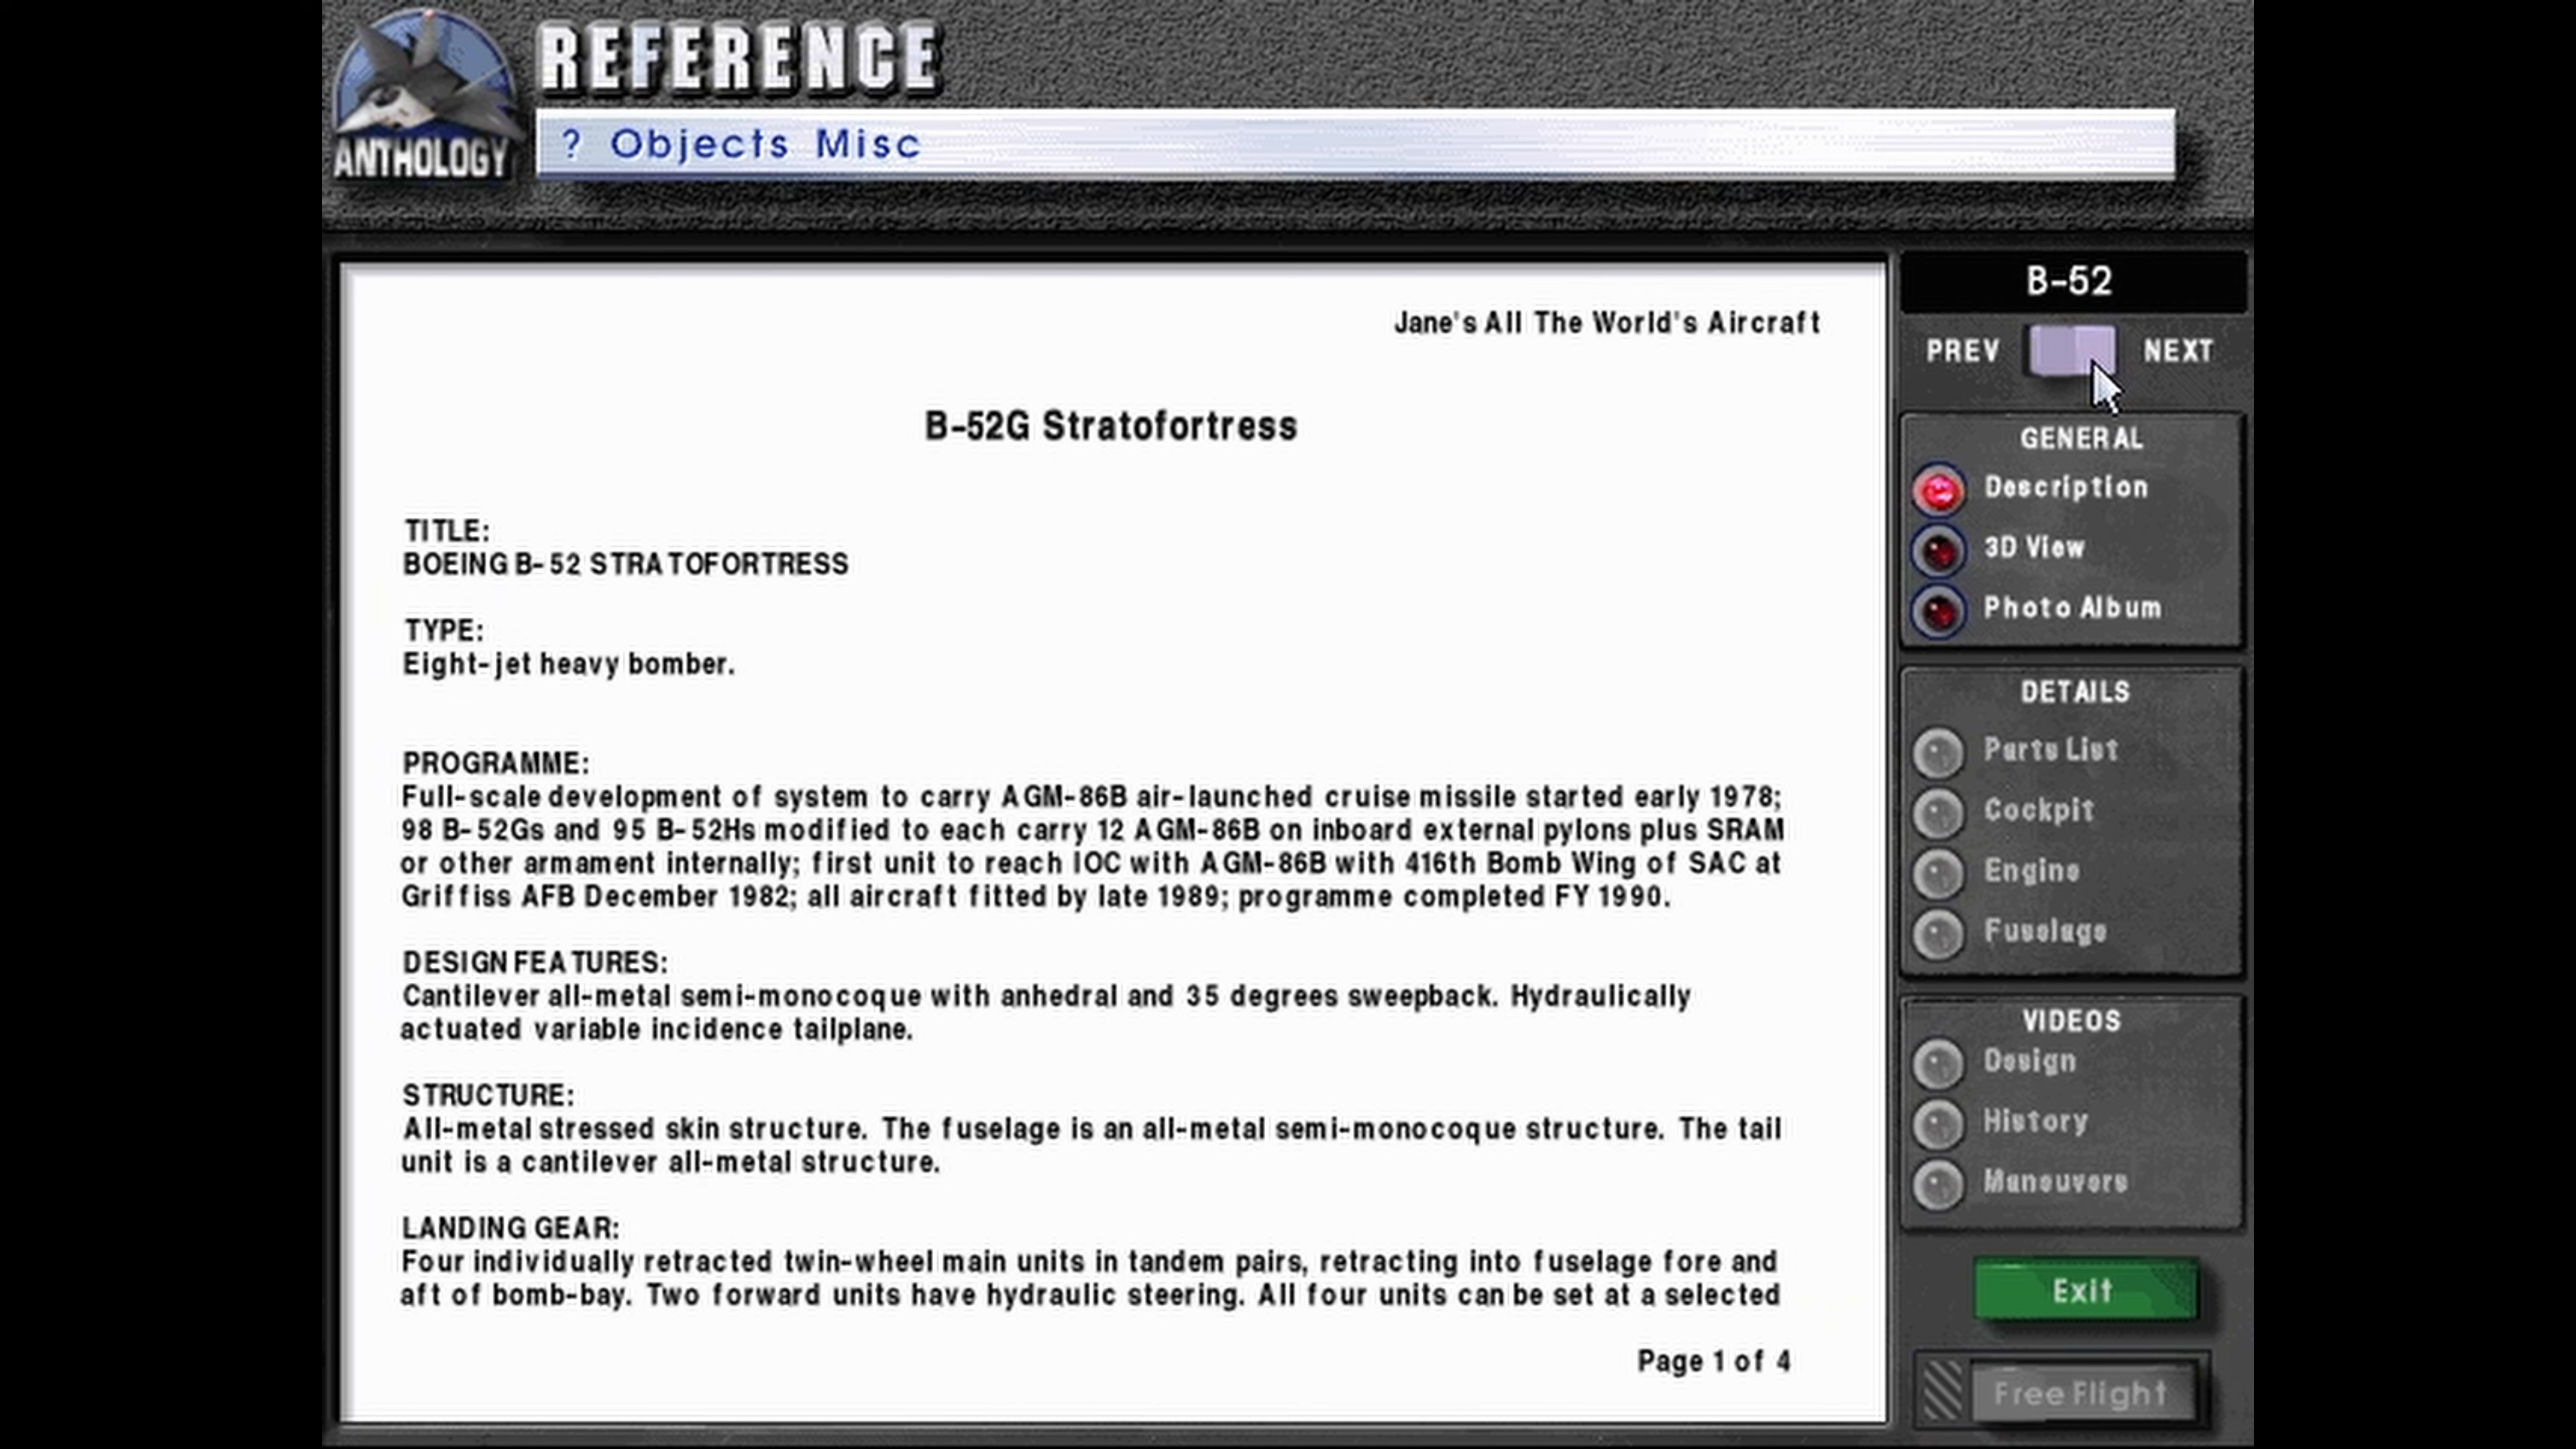 ANTHOLOGY
REFERENCE
? Objects Misc
Jane's All The World's Aircraft
B-52G Stratofortress
TITLE:
BOEING B-52 STRATOFORTRESS
TYPE:
Eight-jet heavy bomber.
PROGRAMME:
Full-scale development of system to carry AGM-86B air-launched cruise missile started early 1978;
98 B-52Gs and 95 B-52Hs modified to each carry 12 AGM-86B on inboard external pylons plus SRAM
or other armament internally; first unit to reach IOC with AGM-86B with 416th Bomb Wing of SAC at
Griffiss AFB December 1982; all aircraft fitted by late 1989; programme completed FY 1990.
DESIGN FEATURES:
Cantilever all-metal semi-monocoque with anhedral and 35 degrees sweepback. Hydraulically
actuated variable incidence tailplane.
STRUCTURE:
All-metal stressed skin structure. The fuselage is an all-metal semi-monocoque structure. The tail
unit is a cantilever all-metal structure.
LANDING GEAR:
Four individually retracted twin-wheel main units in tandem pairs, retracting into fuselage fore and
aft of bomb-bay. Two forward units have hydraulic steering. All four units can be set at a selected
Page 1 of 4
B-52
PREV NEXT
GENERAL
Description
3D View
Photo Album
DETAILS
Parts List
Cockpit
Engine
Fuselage
VIDEOS
Design
History
Maneuvers
Exit
Free Flight